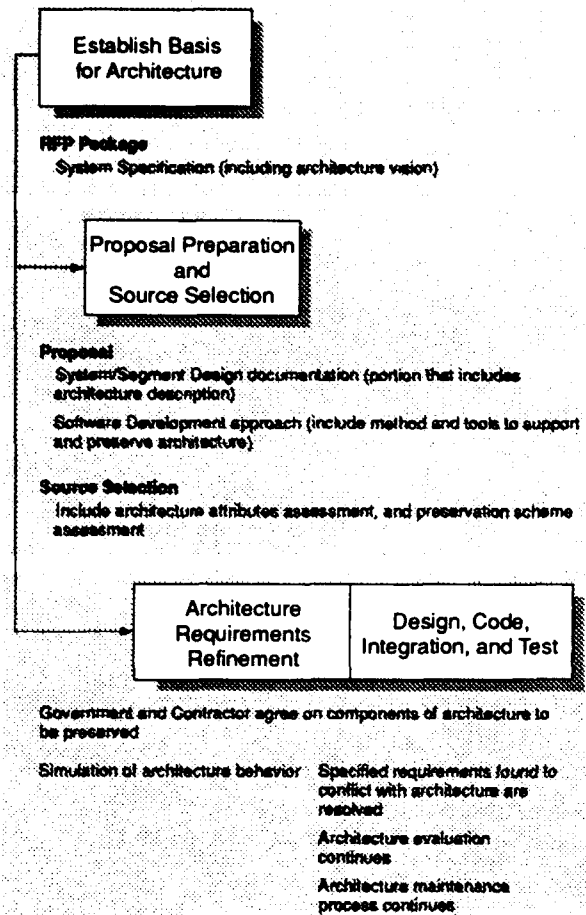 Establish Basis
for Architecture
RFP Package
System Specification (including architecture vision)
Proposal Preparation
and
Source Selection
Proposal
System/Segment Design documentation (portion that includes
architecture description)
Software Development approach (include method and tools to support
and preserve architecture)
Source Selection
Include architecture attributes assessment, and preservation scheme
assessment
Architecture
Requirements
Refinement
Design, Code,
Integration, and Test
Government and Contractor agree on components of architecture to
be preserved
Simulation of architecture behavior
Specified requirements found to
conflict with architecture are
resolved
Architecture evaluation
continues
Architecture maintenance
process continues